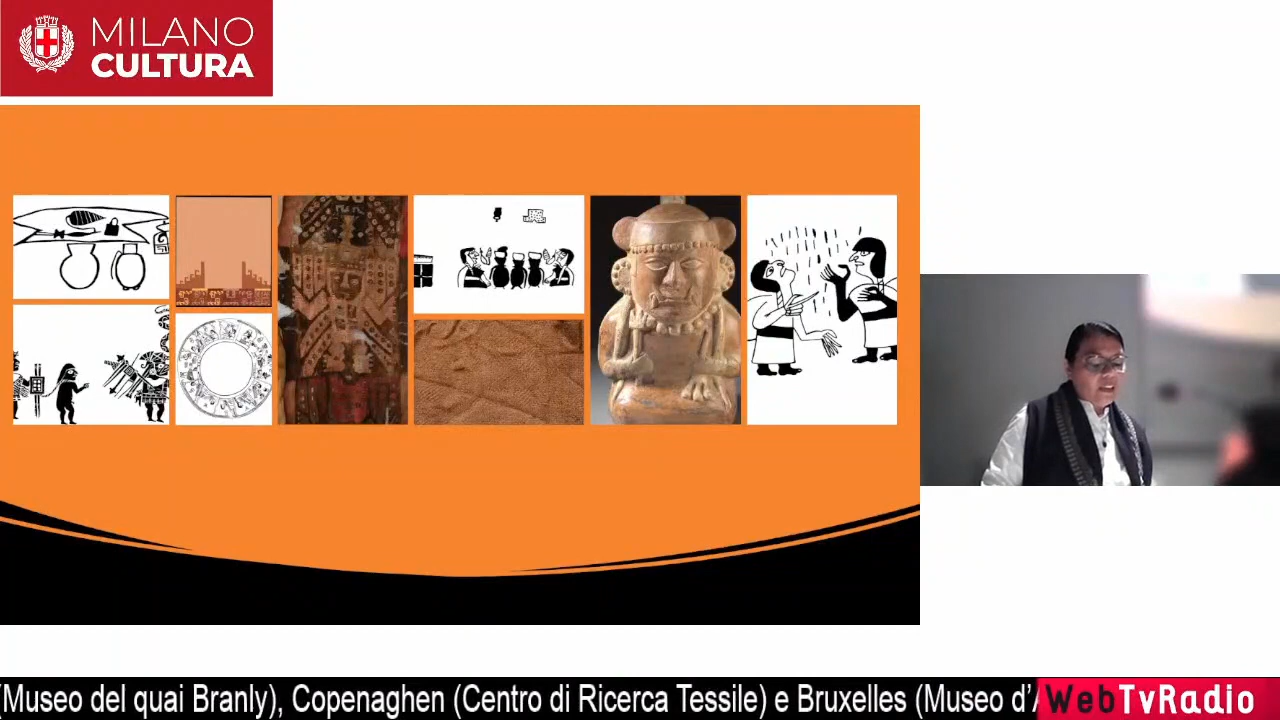 MILANO
CULTURA
(Museo del quai Branly), Copenaghen (Centro di Ricerca Tessile) e Bruxelles (Museo d'
WebTvRadio